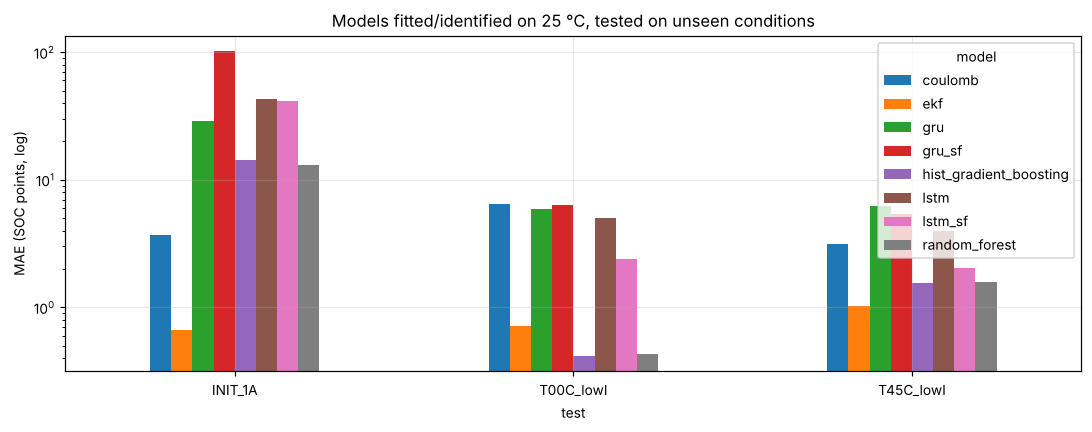 Models fitted/identified on 25 °C, tested on unseen conditions
MAE (SOC points, log)
10²
10¹
10⁰
INIT_1A
T00C_lowI
T45C_lowI
test
model
coulomb
ekf
gru
gru_sf
hist_gradient_boosting
lstm
lstm_sf
random_forest